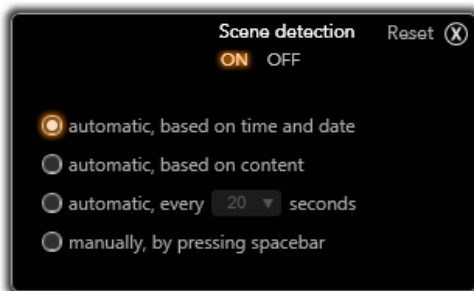 Scene detection Reset X
ON OFF
automatic, based on time and date
automatic, based on content
automatic, every 20 seconds
manually, by pressing spacebar